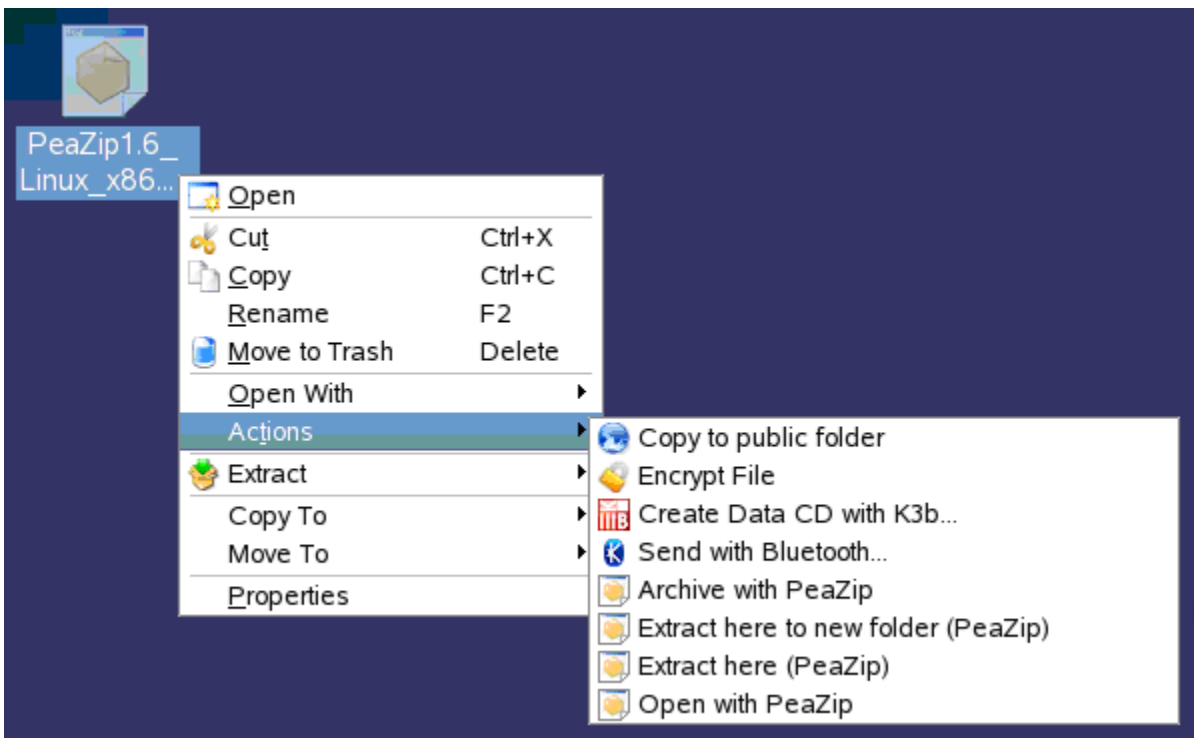 PeaZip1.6_
Linux_x86...
Open
Cut Ctrl+X
Copy Ctrl+C
Rename F2
Move to Trash Delete
Open With
Actions
Extract
Copy To
Move To
Properties
Copy to public folder
Encrypt File
Create Data CD with K3b...
Send with Bluetooth...
Archive with PeaZip
Extract here to new folder (PeaZip)
Extract here (PeaZip)
Open with PeaZip